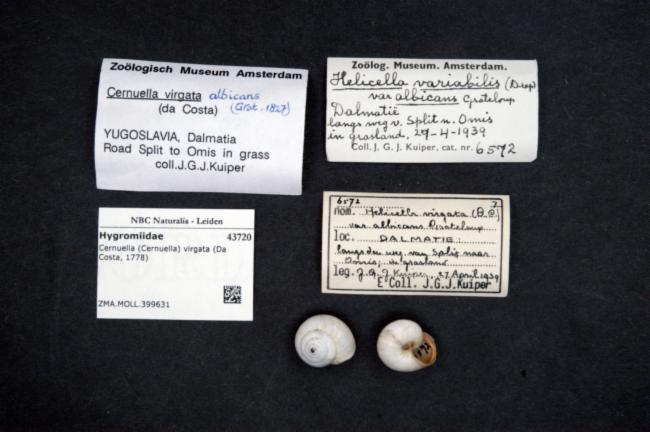 Zoölogisch Museum Amsterdam
Cernuella virgata albicans
(da Costa) (Grst. 1827)
YUGOSLAVIA, Dalmatia
Road Split to Omis in grass
coll.J.G.J.Kuiper
Zoölog. Museum. Amsterdam.
Helicella variabilis (Drap)
var albicans Grateloup
Dalmatië
langs weg v. Split n. Omis
in grasland, 27-4-1939
Coll. J. G. J. Kuiper, cat. nr. 6572
NBC Naturalis - Leiden
Hygromiidae 43720
Cernuella (Cernuella) virgata (Da
Costa, 1778)
ZMA.MOLL.399631
6572 7
nom. Helicella virgata (D.C.)
var. albicans Grateloup
loc. DALMATIE:
langs den weg van Split naar
Omis; in grasland
leg. J. G. J. Kuiper, 27 April 1939
E Coll. J.G.J.Kuiper